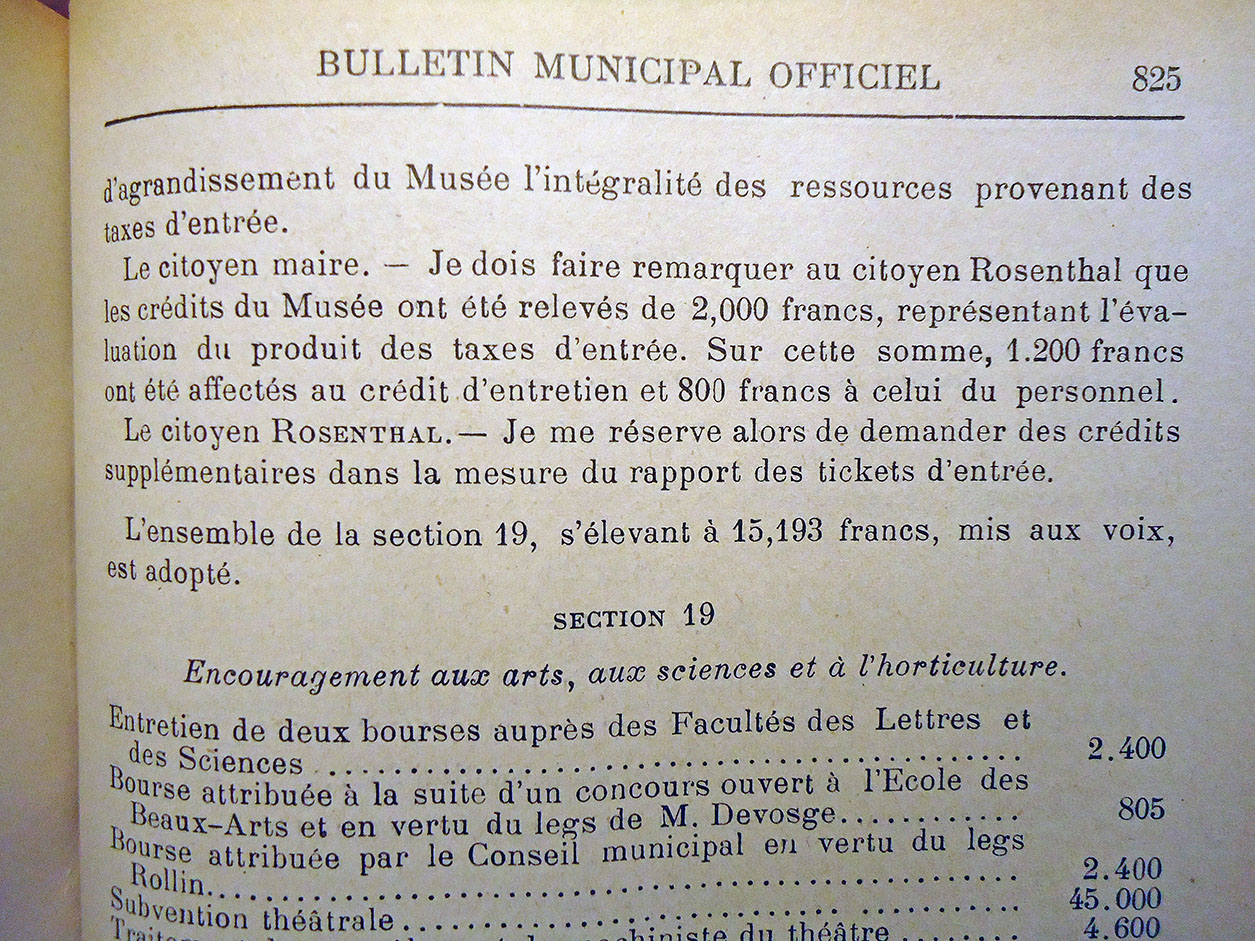 BULLETIN MUNICIPAL OFFICIEL 825
d'agrandissement du Musée l'intégralité des ressources provenant des
taxes d'entrée.
Le citoyen maire. — Je dois faire remarquer au citoyen Rosenthal que
les crédits du Musée ont été relevés de 2,000 francs, représentant l'éva-
luation du produit des taxes d'entrée. Sur cette somme, 1.200 francs
ont été affectés au crédit d'entretien et 800 francs à celui du personnel.
Le citoyen ROSENTHAL. — Je me réserve alors de demander des crédits
supplémentaires dans la mesure du rapport des tickets d'entrée.
L'ensemble de la section 19, s'élevant à 15,193 francs, mis aux voix,
est adopté.
SECTION 19
Encouragement aux arts, aux sciences et à l'horticulture.
Entretien de deux bourses auprès des Facultés des Lettres et
des Sciences ........................................ 2.400
Bourse attribuée à la suite d'un concours ouvert à l'Ecole des
Beaux-Arts et en vertu du legs de M. Devosge............ 805
Bourse attribuée par le Conseil municipal en vertu du legs
Rollin................................................ 2.400
Subvention théâtrale.................................... 45.000
du théâtre ........ 4.600